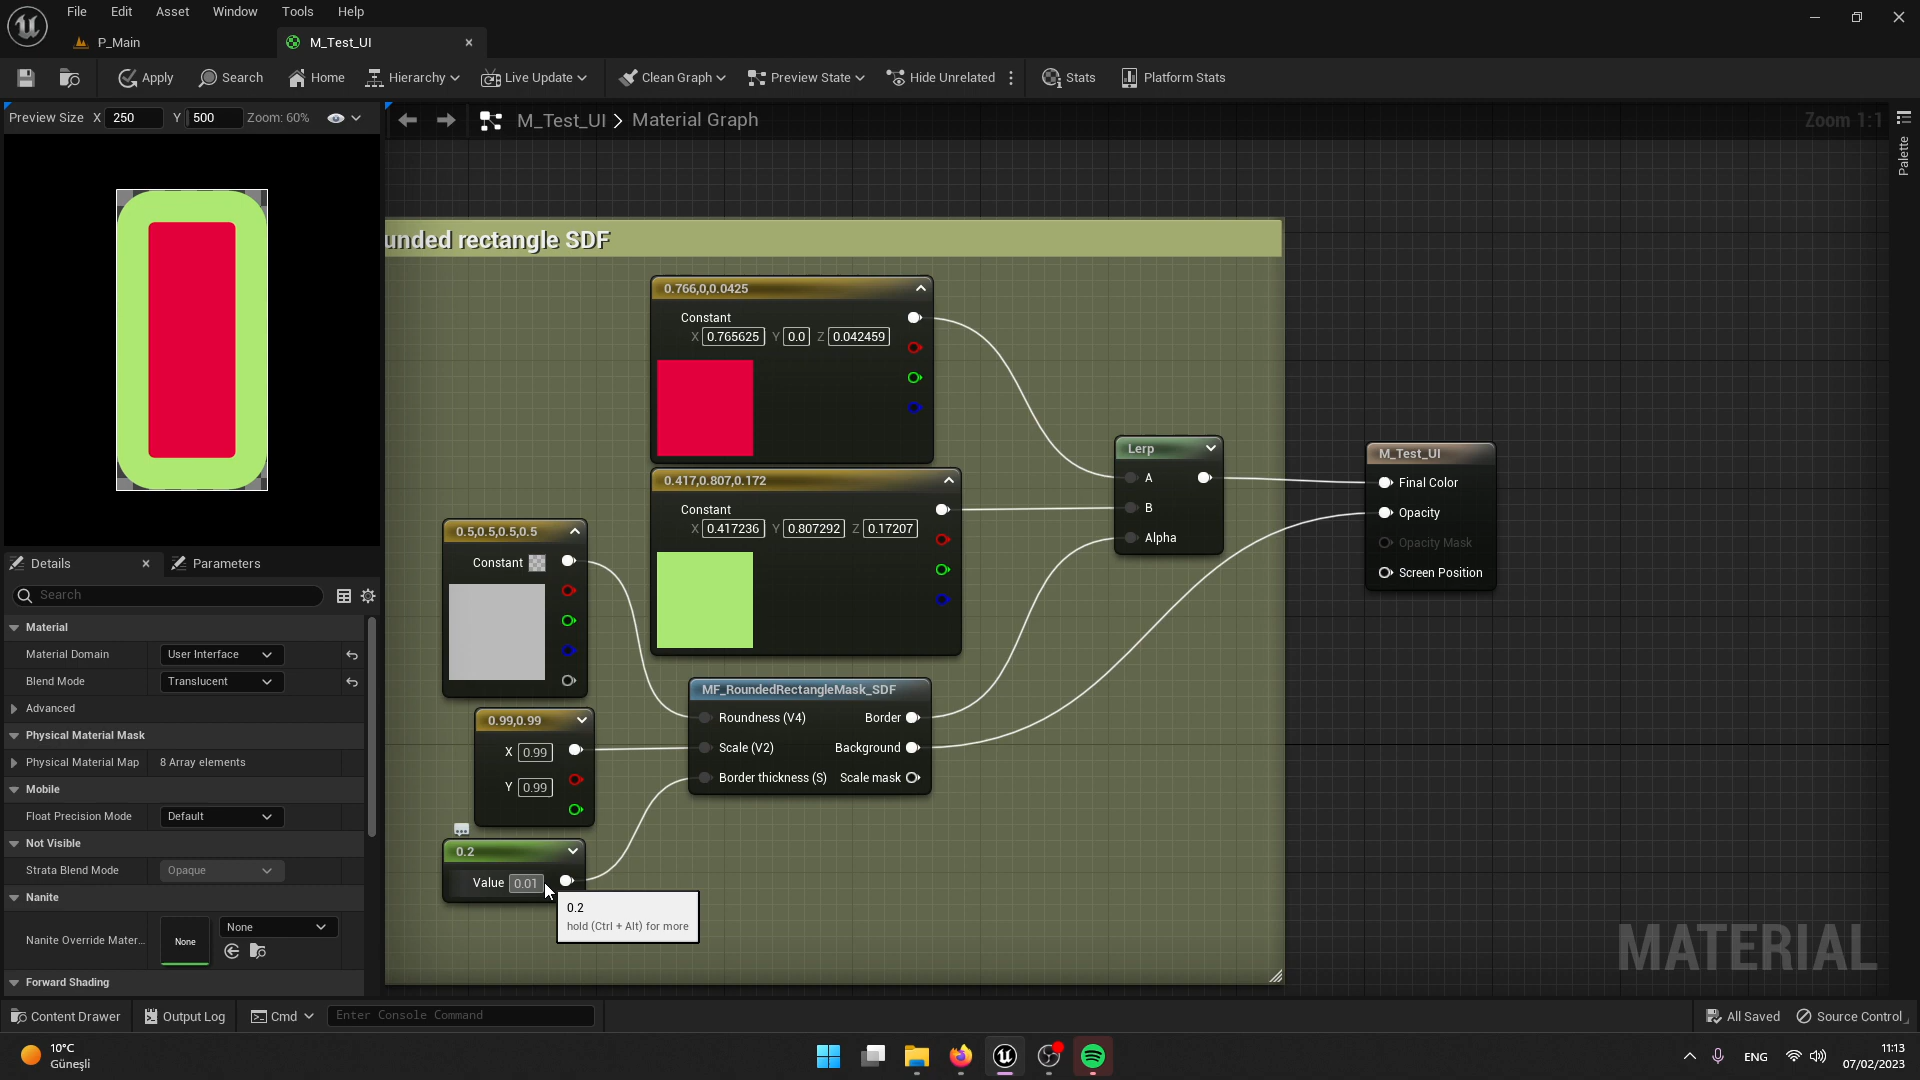 File Edit Asset Window Tools Help
P_Main
M_Test_UI
Apply Search Home Hierarchy Live Update Clean Graph Preview State Hide Unrelated Stats Platform Stats
Preview Size X 250 Y 500 Zoom: 60%
M_Test_UI > Material Graph
Zoom 1:1
Palette
unded rectangle SDF
0.766,0,0.0425
Constant
X 0.765625 Y 0.0 Z 0.042459
0.417,0.807,0.172
Constant
X 0.417236 Y 0.807292 Z 0.17207
Lerp
A
B
Alpha
M_Test_UI
Final Color
Opacity
Opacity Mask
Screen Position
0.5,0.5,0.5,0.5
Constant
0.99,0.99
X 0.99
Y 0.99
0.2
Value 0.01
0.2
hold (Ctrl + Alt) for more
MF_RoundedRectangleMask_SDF
Roundness (V4) Border
Scale (V2) Background
Border thickness (S) Scale mask
Details
Parameters
Search
Material
Material Domain User Interface
Blend Mode Translucent
Advanced
Physical Material Mask
Physical Material Map 8 Array elements
Mobile
Float Precision Mode Default
Not Visible
Strata Blend Mode Opaque
Nanite
Nanite Override Mater... None None
Forward Shading
MATERIAL
Content Drawer Output Log Cmd Enter Console Command All Saved Source Control
10°C
Güneşli
ENG
11:13
07/02/2023